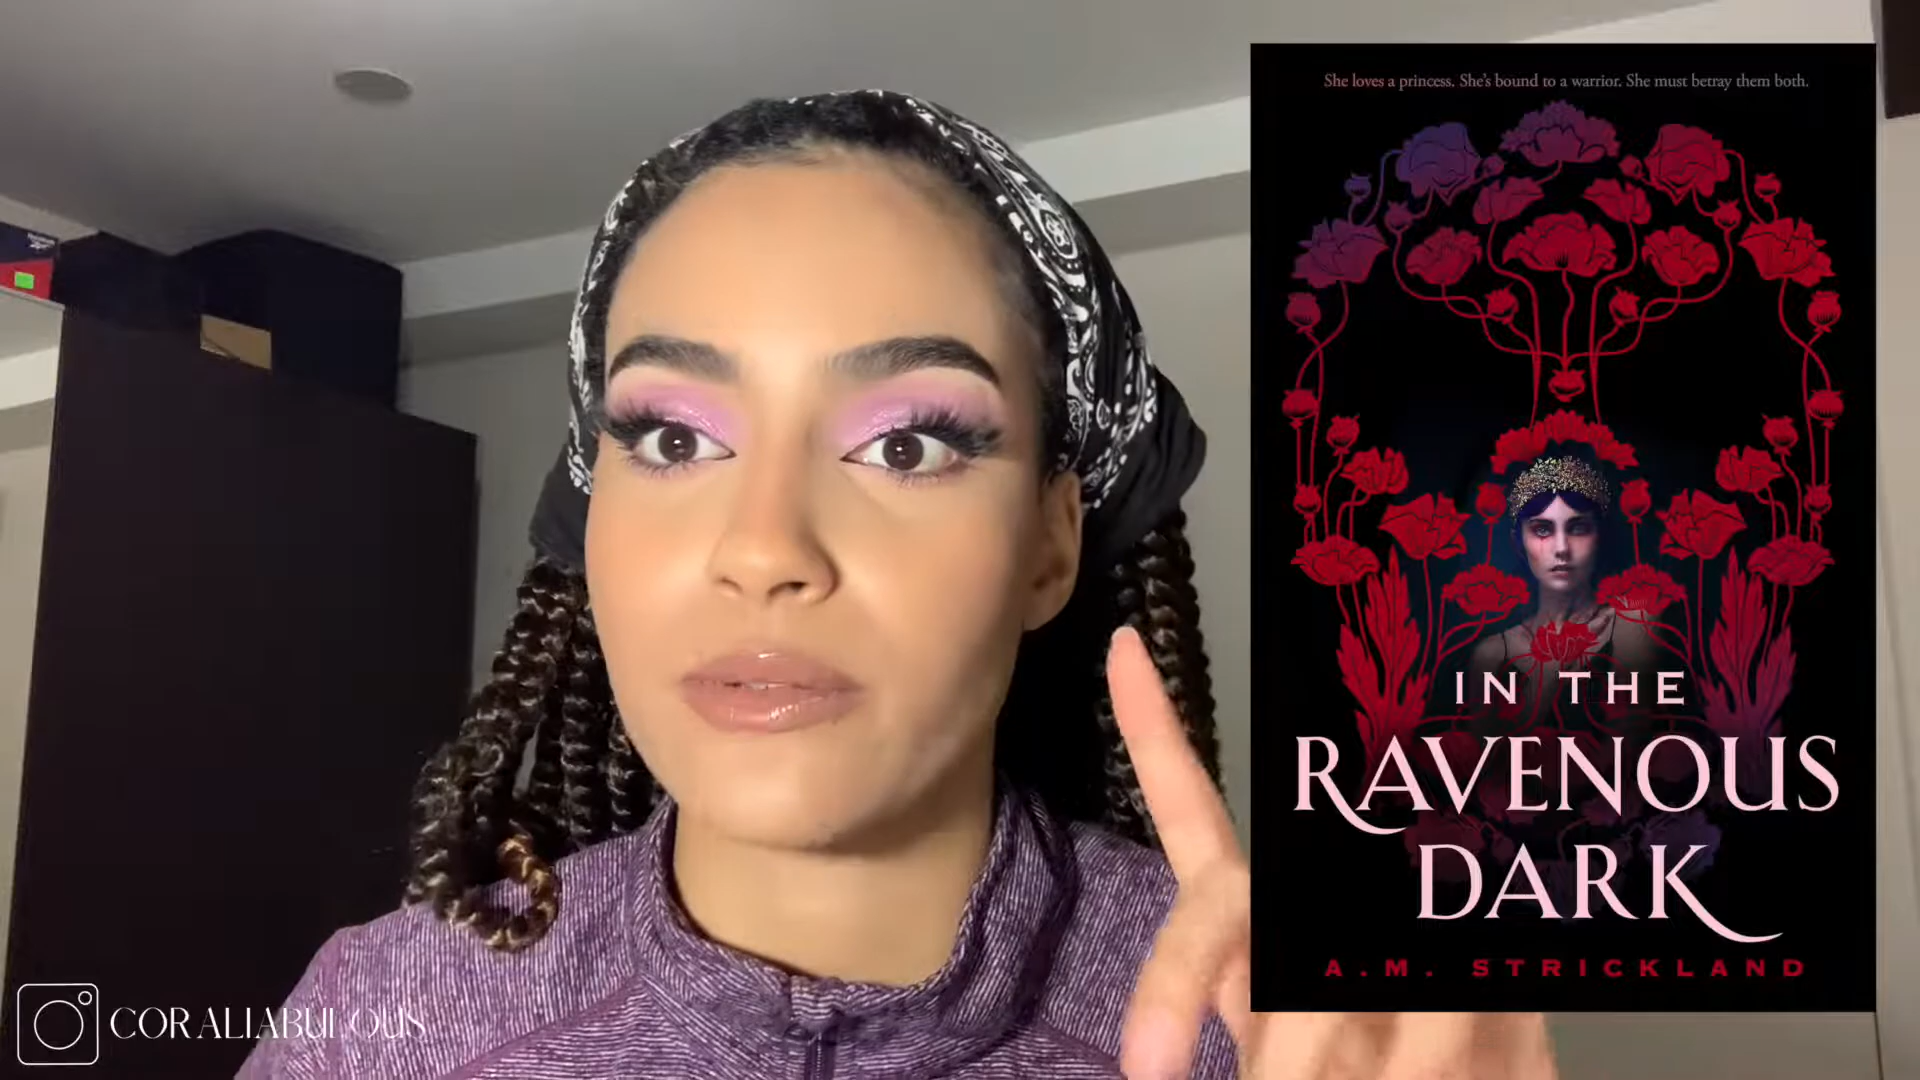 She loves a princess. She's bound to a warrior. She must betray them both.
IN THE
RAVENOUS
DARK
A.M. STRICKLAND
CORALIABULOUS